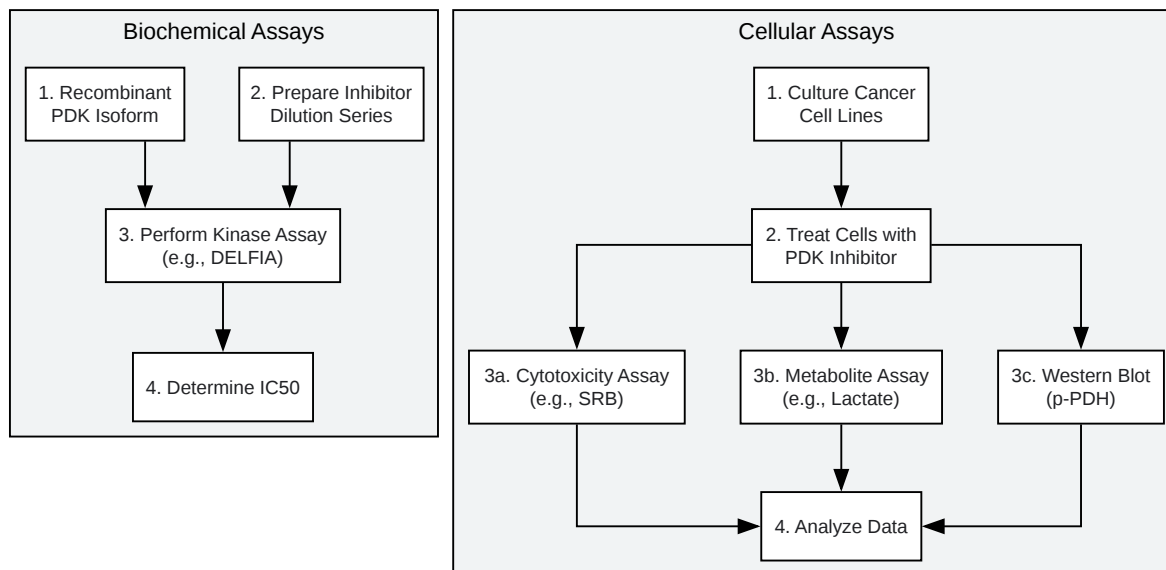 Biochemical Assays
1. Recombinant
PDK Isoform
2. Prepare Inhibitor
Dilution Series
3. Perform Kinase Assay
(e.g., DELFIA)
4. Determine IC50
Cellular Assays
1. Culture Cancer
Cell Lines
2. Treat Cells with
PDK Inhibitor
3a. Cytotoxicity Assay
(e.g., SRB)
3b. Metabolite Assay
(e.g., Lactate)
3c. Western Blot
(p-PDH)
4. Analyze Data